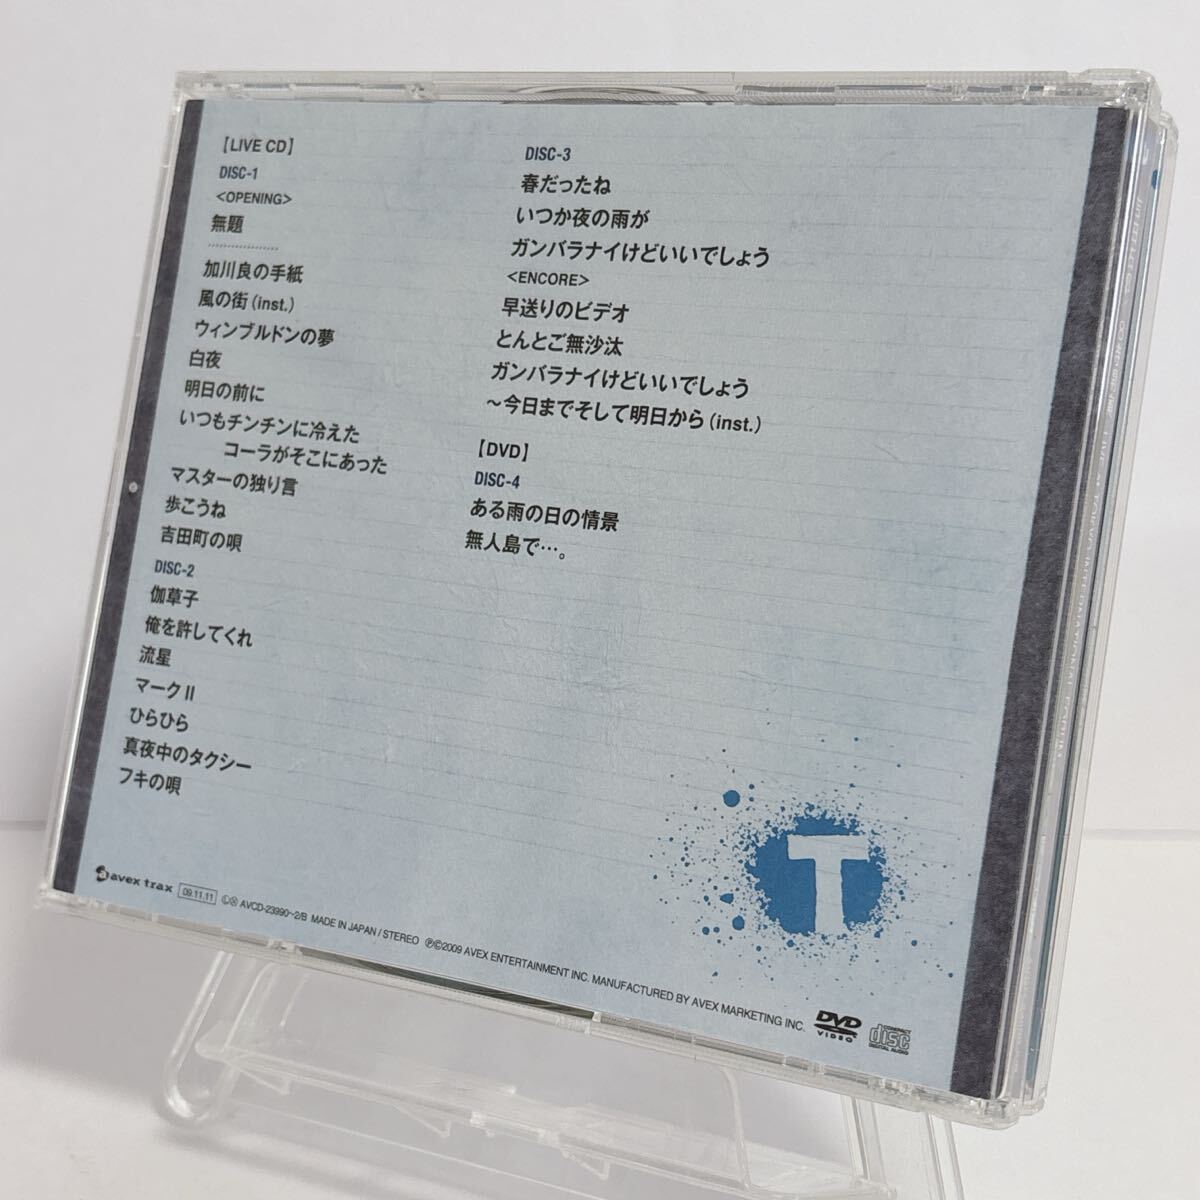 【LIVE CD】
DISC-1
<OPENING>
無題
加川良の手紙
風の街(inst.)
ウィンブルドンの夢
白夜
明日の前に
いつもチンチンに冷えた
コーラがそこにあった
マスターの独り言
歩こうね
吉田町の唄
DISC-2
伽草子
俺を許してくれ
流星
マークII
ひらひら
真夜中のタクシー
フキの唄
DISC-3
春だったね
いつか夜の雨が
ガンバラナイけどいいでしょう
<ENCORE>
早送りのビデオ
とんとご無沙汰
ガンバラナイけどいいでしょう
～今日までそして明日から(inst.)
【DVD】
DISC-4
ある雨の日の情景
無人島で…。
T
a avex trax 09.11.11 Ⓛ Ⓧ AVCD-23990~2/B MADE IN JAPAN / STEREO ℗©2009 AVEX ENTERTAINMENT INC. MANUFACTURED BY AVEX MARKETING INC.
DVD VIDEO
COMPACT disc DIGITAL AUDIO